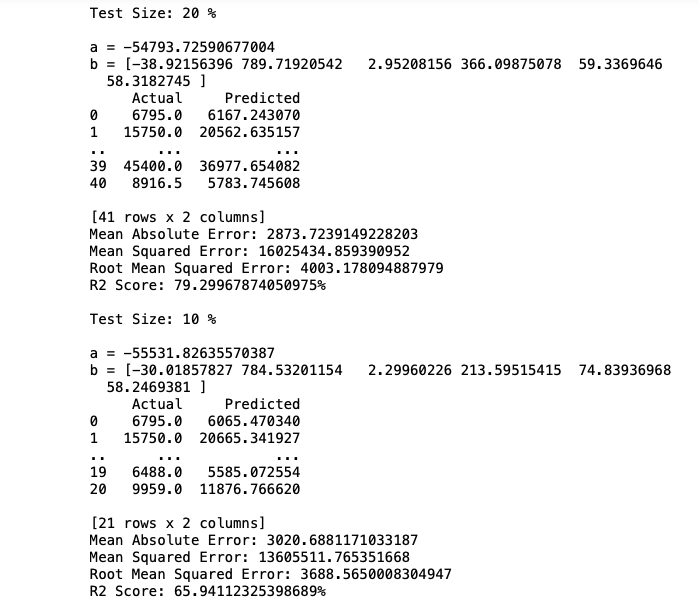 Test Size: 20 %
a = -54793.72590677004
b = [-38.92156396 789.71920542 2.95208156 366.09875078 59.3369646
58.3182745 ]
Actual Predicted
0 6795.0 6167.243070
1 15750.0 20562.635157
.. ... ...
39 45400.0 36977.654082
40 8916.5 5783.745608
[41 rows x 2 columns]
Mean Absolute Error: 2873.7239149228203
Mean Squared Error: 16025434.859390952
Root Mean Squared Error: 4003.178094887979
R2 Score: 79.29967874050975%
Test Size: 10 %
a = -55531.82635570387
b = [-30.01857827 784.53201154 2.29960226 213.59515415 74.83936968
58.2469381 ]
Actual Predicted
0 6795.0 6065.470340
1 15750.0 20665.341927
.. ... ...
19 6488.0 5585.072554
20 9959.0 11876.766620
[21 rows x 2 columns]
Mean Absolute Error: 3020.6881171033187
Mean Squared Error: 13605511.765351668
Root Mean Squared Error: 3688.5650008304947
R2 Score: 65.94112325398689%